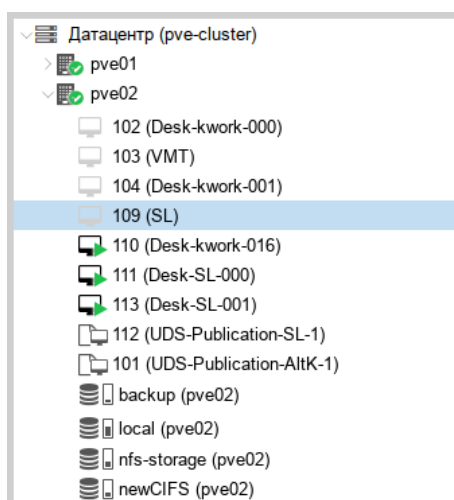 Датацентр (pve-cluster)
pve01
pve02
102 (Desk-kwork-000)
103 (VMT)
104 (Desk-kwork-001)
109 (SL)
110 (Desk-kwork-016)
111 (Desk-SL-000)
113 (Desk-SL-001)
112 (UDS-Publication-SL-1)
101 (UDS-Publication-AltK-1)
backup (pve02)
local (pve02)
nfs-storage (pve02)
newCIFS (pve02)